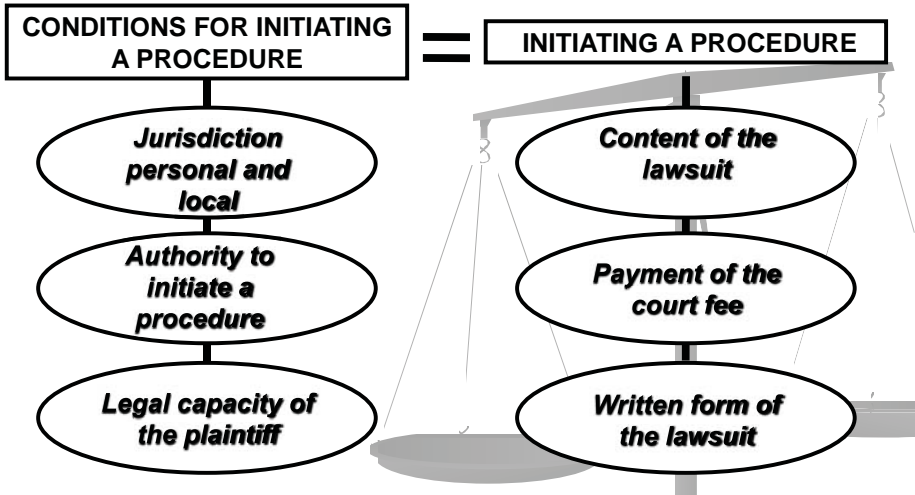 CONDITIONS FOR INITIATING
A PROCEDURE
=
INITIATING A PROCEDURE
Jurisdiction
personal and
local
Authority to
initiate a
procedure
Legal capacity of
the plaintiff
Content of the
lawsuit
Payment of the
court fee
Written form of
the lawsuit